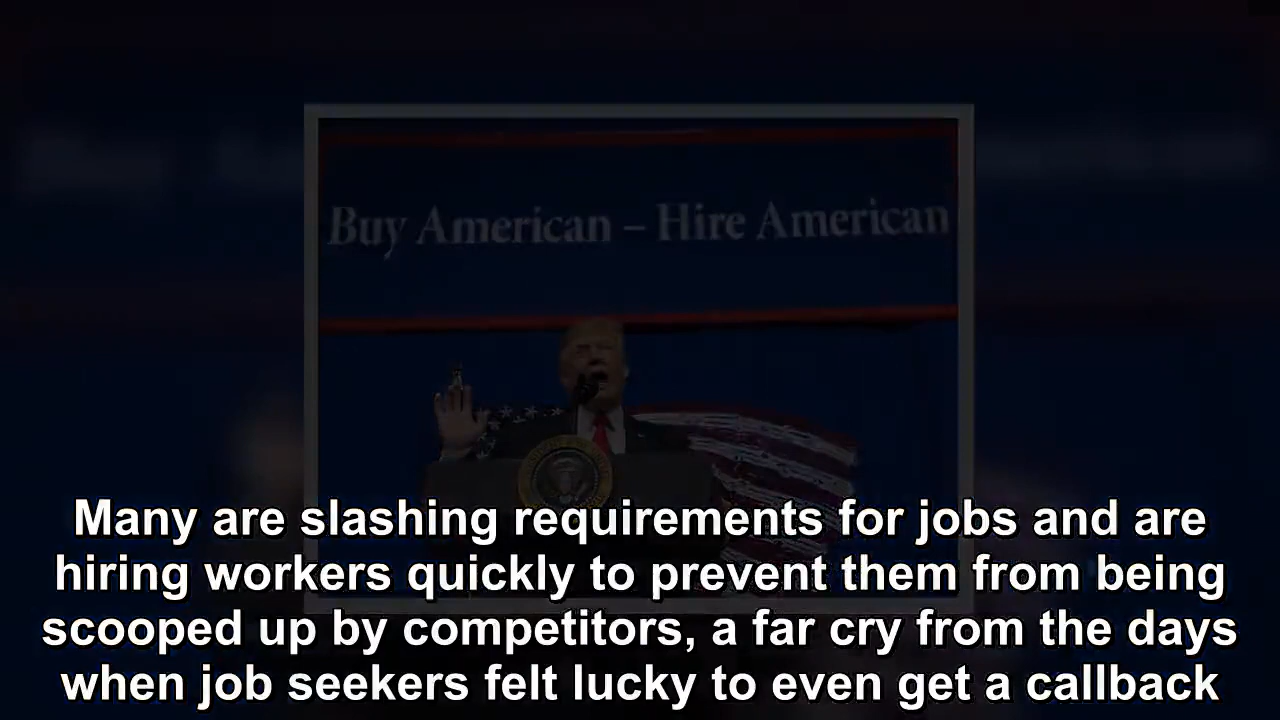 Buy American – Hire American
Many are slashing requirements for jobs and are
hiring workers quickly to prevent them from being
scooped up by competitors, a far cry from the days
when job seekers felt lucky to even get a callback